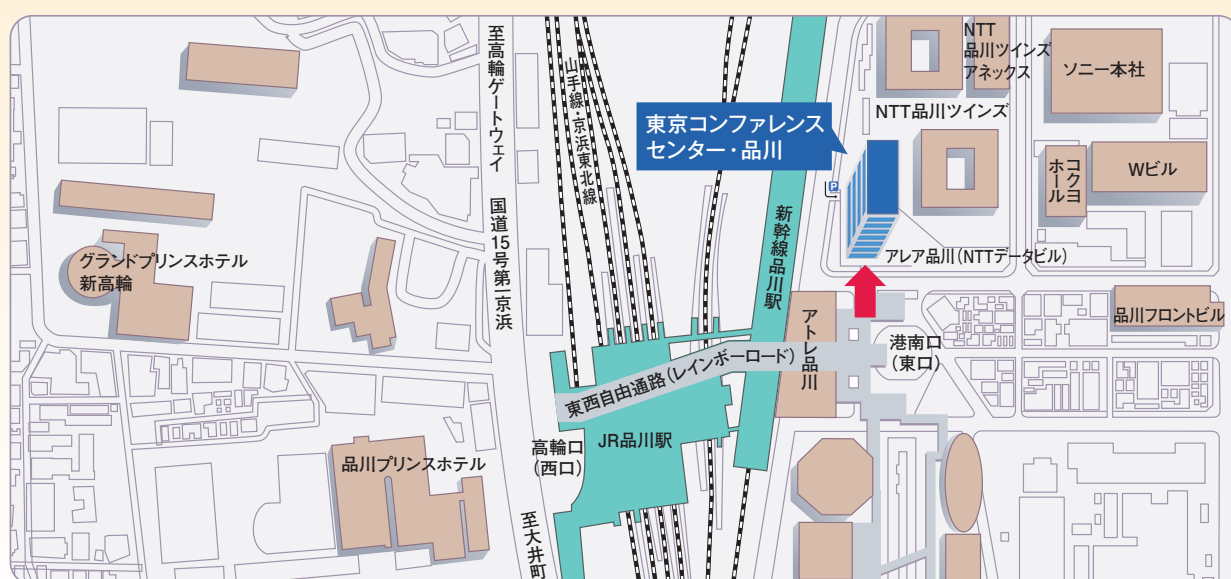 至高輪ゲートウェイ
国道15号第一京浜
至大井町
山手線・京浜東北線
新幹線品川駅
東京コンファレンス
センター・品川
P
NTT
品川ツインズ
アネックス
NTT品川ツインズ
ソニー本社
コクヨ
ホール
Wビル
アレア品川(NTTデータビル)
品川フロントビル
グランドプリンスホテル
新高輪
アトレ品川
港南口
(東口)
東西自由通路(レインボーロード)
JR品川駅
高輪口
(西口)
品川プリンスホテル